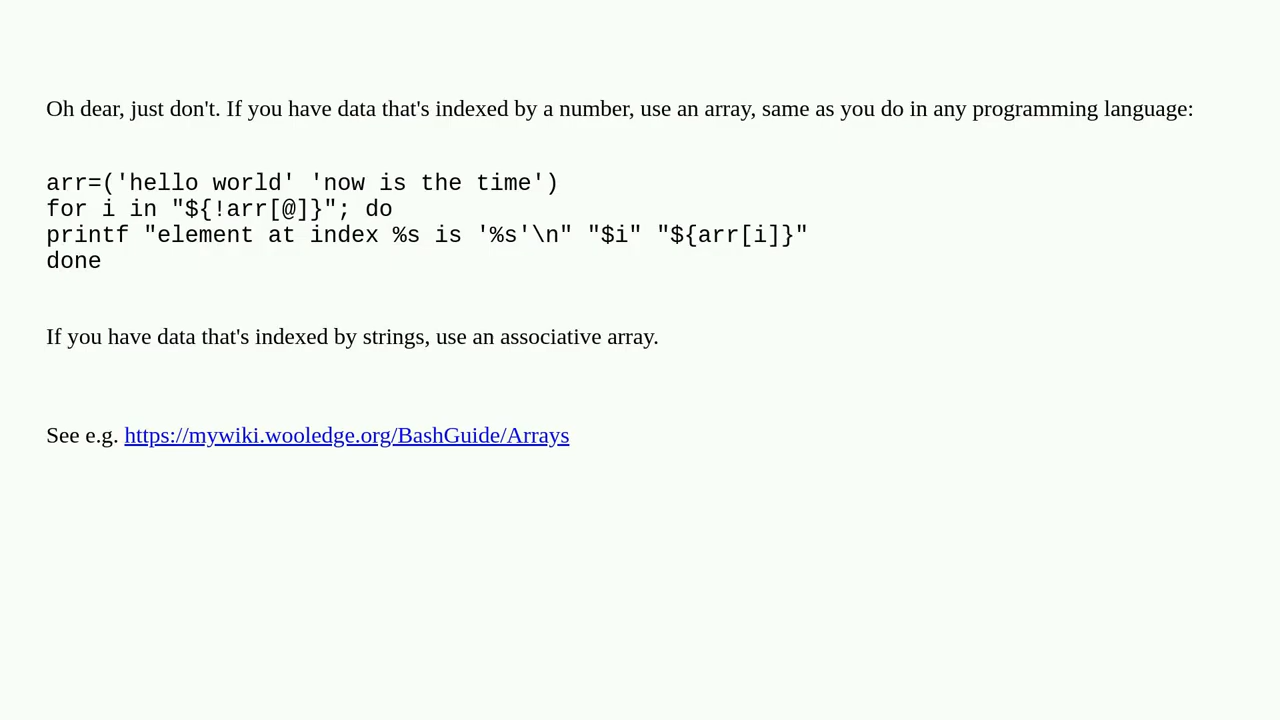 Oh dear, just don't. If you have data that's indexed by a number, use an array, same as you do in any programming language:
arr=('hello world' 'now is the time')
for i in "${!arr[@]}"; do
printf "element at index %s is '%s'\n" "$i" "${arr[i]}"
done
If you have data that's indexed by strings, use an associative array.
See e.g. https://mywiki.wooledge.org/BashGuide/Arrays